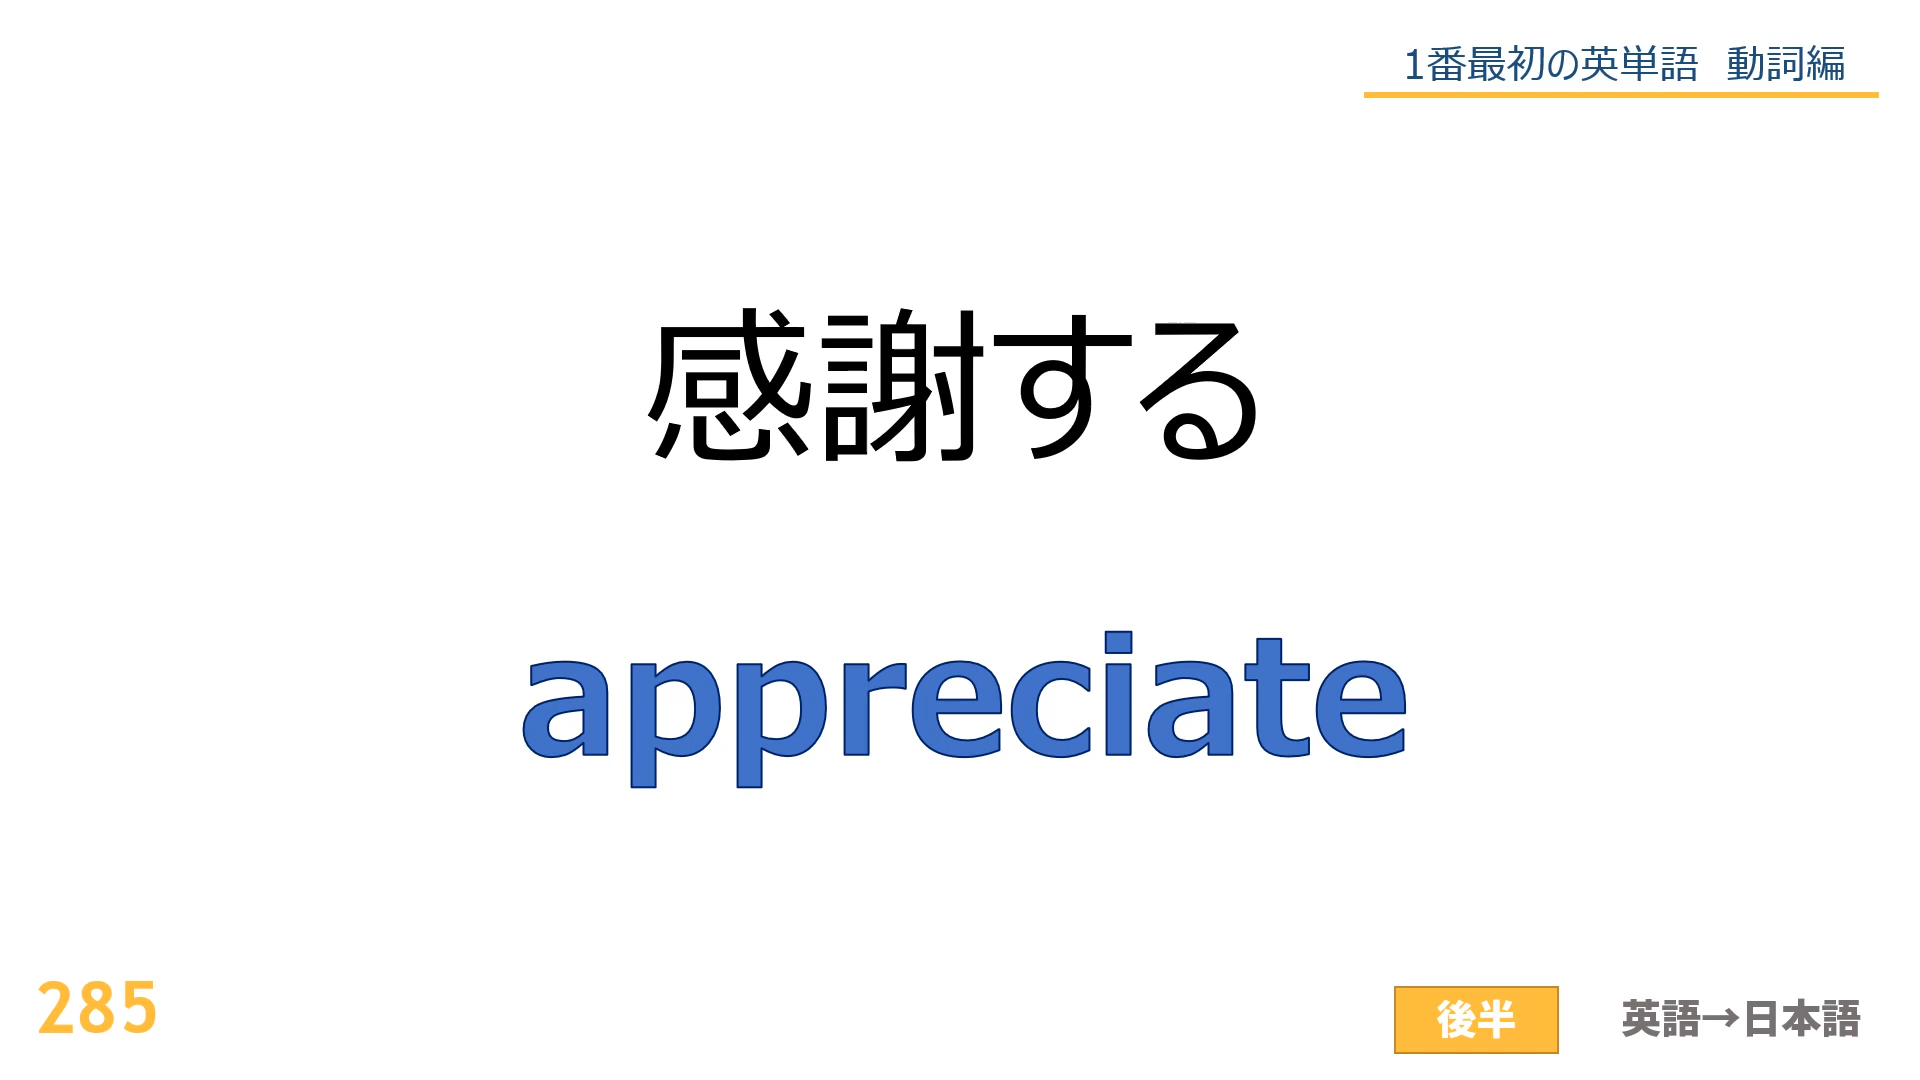 1番最初の英単語　動詞編
感謝する
appreciate
285
後半
英語→日本語